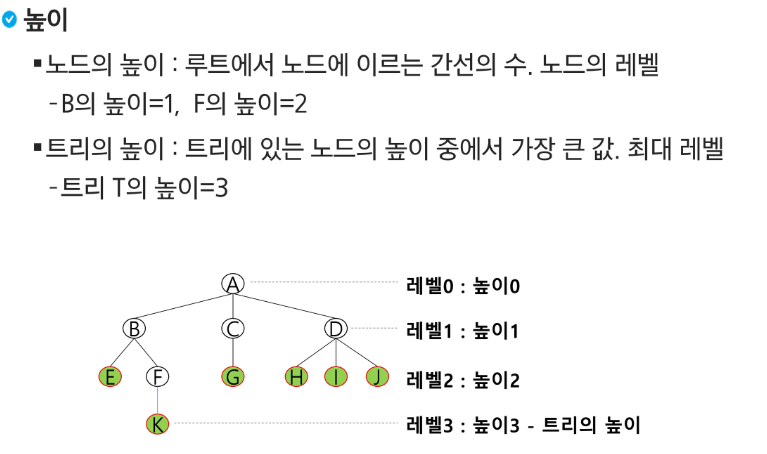 높이
▪노드의 높이 : 루트에서 노드에 이르는 간선의 수. 노드의 레벨
-B의 높이=1, F의 높이=2
▪트리의 높이 : 트리에 있는 노드의 높이 중에서 가장 큰 값. 최대 레벨
-트리 T의 높이=3
A 레벨0 : 높이0
B C D 레벨1 : 높이1
E F G H I J 레벨2 : 높이2
K 레벨3 : 높이3 - 트리의 높이